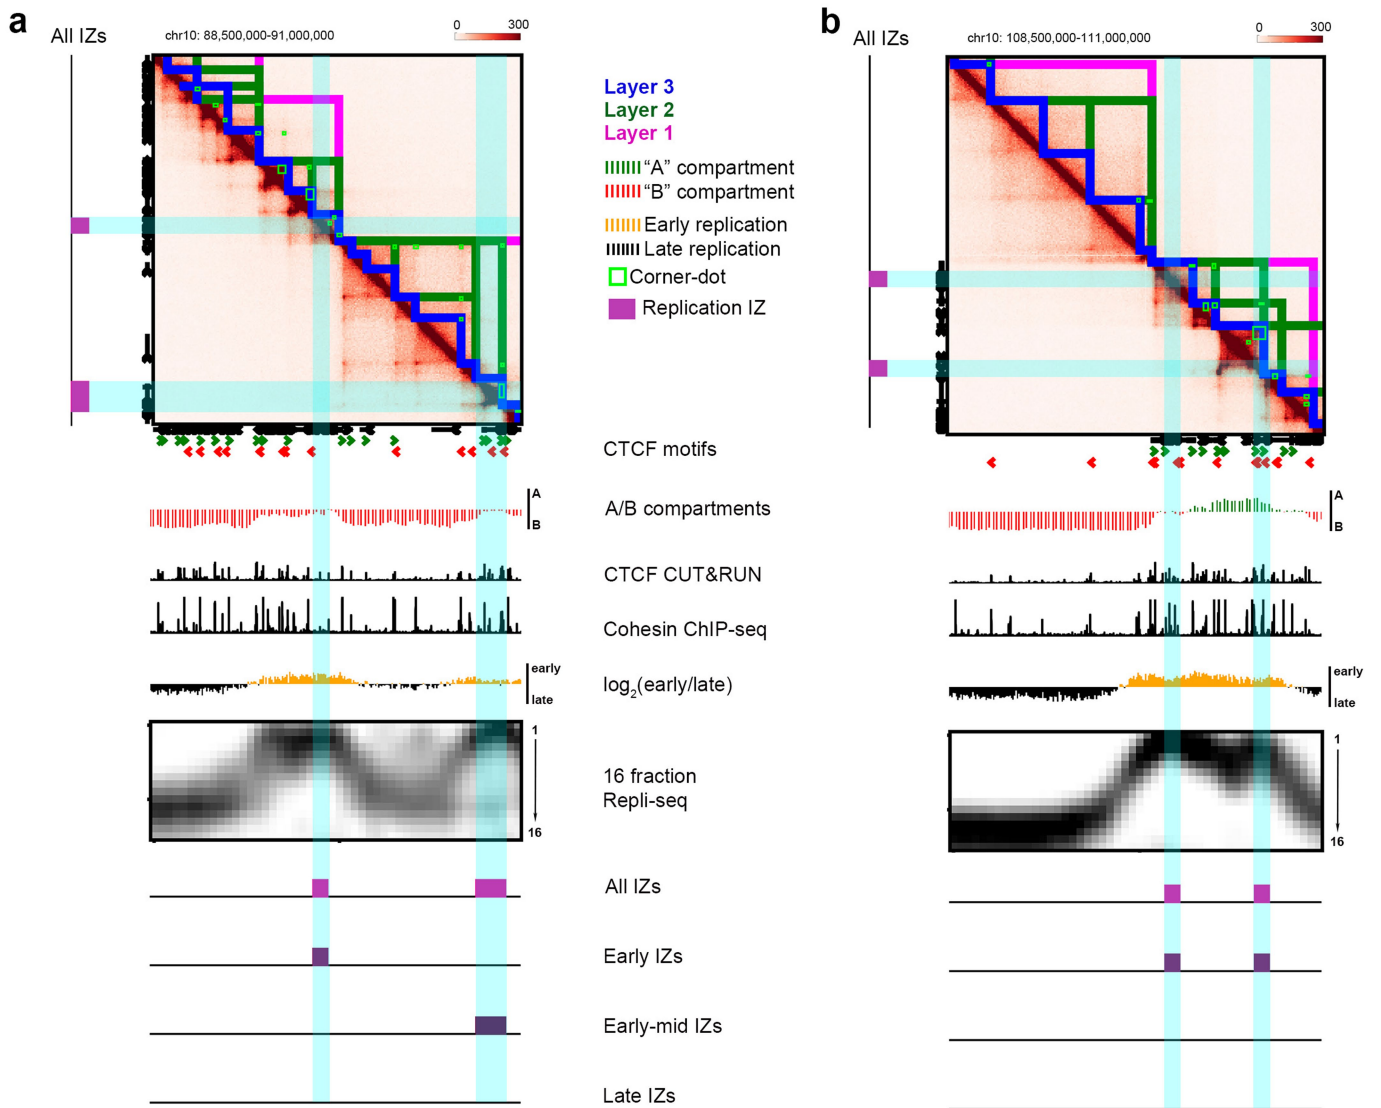 a
All IZs
chr10: 88,500,000-91,000,000
0
300
Layer 3
Layer 2
Layer 1
"A" compartment
"B" compartment
Early replication
Late replication
Corner-dot
Replication IZ
b
All IZs
chr10: 108,500,000-111,000,000
0
300
CTCF motifs
A/B compartments
A
B
A
B
CTCF CUT&RUN
Cohesin ChIP-seq
log2(early/late)
early
late
early
late
16 fraction
Repli-seq
1
16
1
16
All IZs
Early IZs
Early-mid IZs
Late IZs